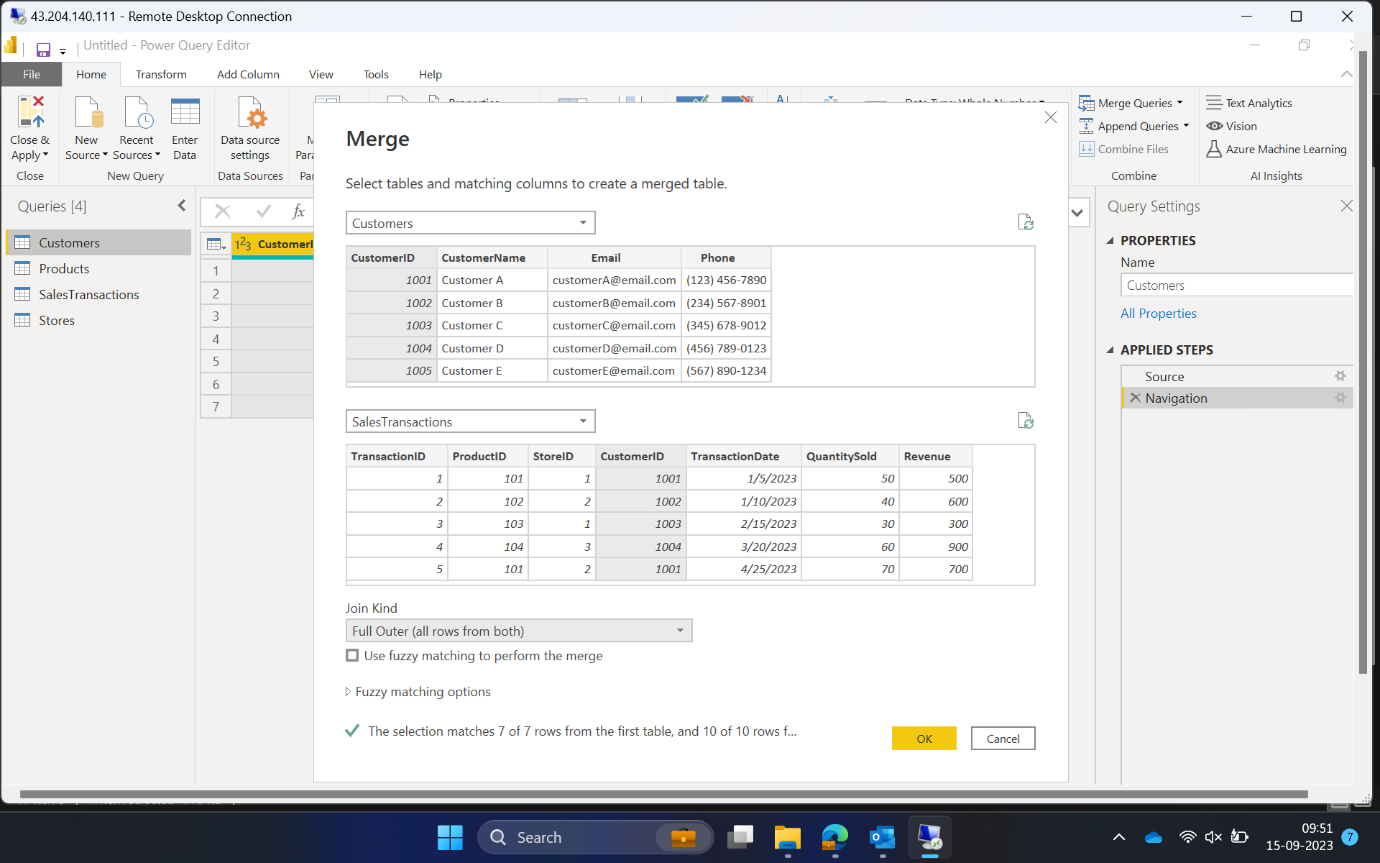 43.204.140.111 - Remote Desktop Connection
Untitled - Power Query Editor
File Home Transform Add Column View Tools Help
Close & Apply
New Source
Recent Sources
Enter Data
Data source settings
Close
New Query
Data Sources
Merge Queries
Append Queries
Combine Files
Combine
Text Analytics
Vision
Azure Machine Learning
AI Insights
Queries [4]
Customers
Products
SalesTransactions
Stores
fx
1 2 3 CustomerI
1
2
3
4
5
6
7
Merge
Select tables and matching columns to create a merged table.
Customers
CustomerID CustomerName Email Phone
1001 Customer A customerA@email.com (123) 456-7890
1002 Customer B customerB@email.com (234) 567-8901
1003 Customer C customerC@email.com (345) 678-9012
1004 Customer D customerD@email.com (456) 789-0123
1005 Customer E customerE@email.com (567) 890-1234
SalesTransactions
TransactionID ProductID StoreID CustomerID TransactionDate QuantitySold Revenue
1 101 1 1001 1/5/2023 50 500
2 102 2 1002 1/10/2023 40 600
3 103 1 1003 2/15/2023 30 300
4 104 3 1004 3/20/2023 60 900
5 101 2 1001 4/25/2023 70 700
Join Kind
Full Outer (all rows from both)
Use fuzzy matching to perform the merge
Fuzzy matching options
The selection matches 7 of 7 rows from the first table, and 10 of 10 rows f...
OK Cancel
Query Settings
PROPERTIES
Name
Customers
All Properties
APPLIED STEPS
Source
Navigation
Search
09:51
15-09-2023
7